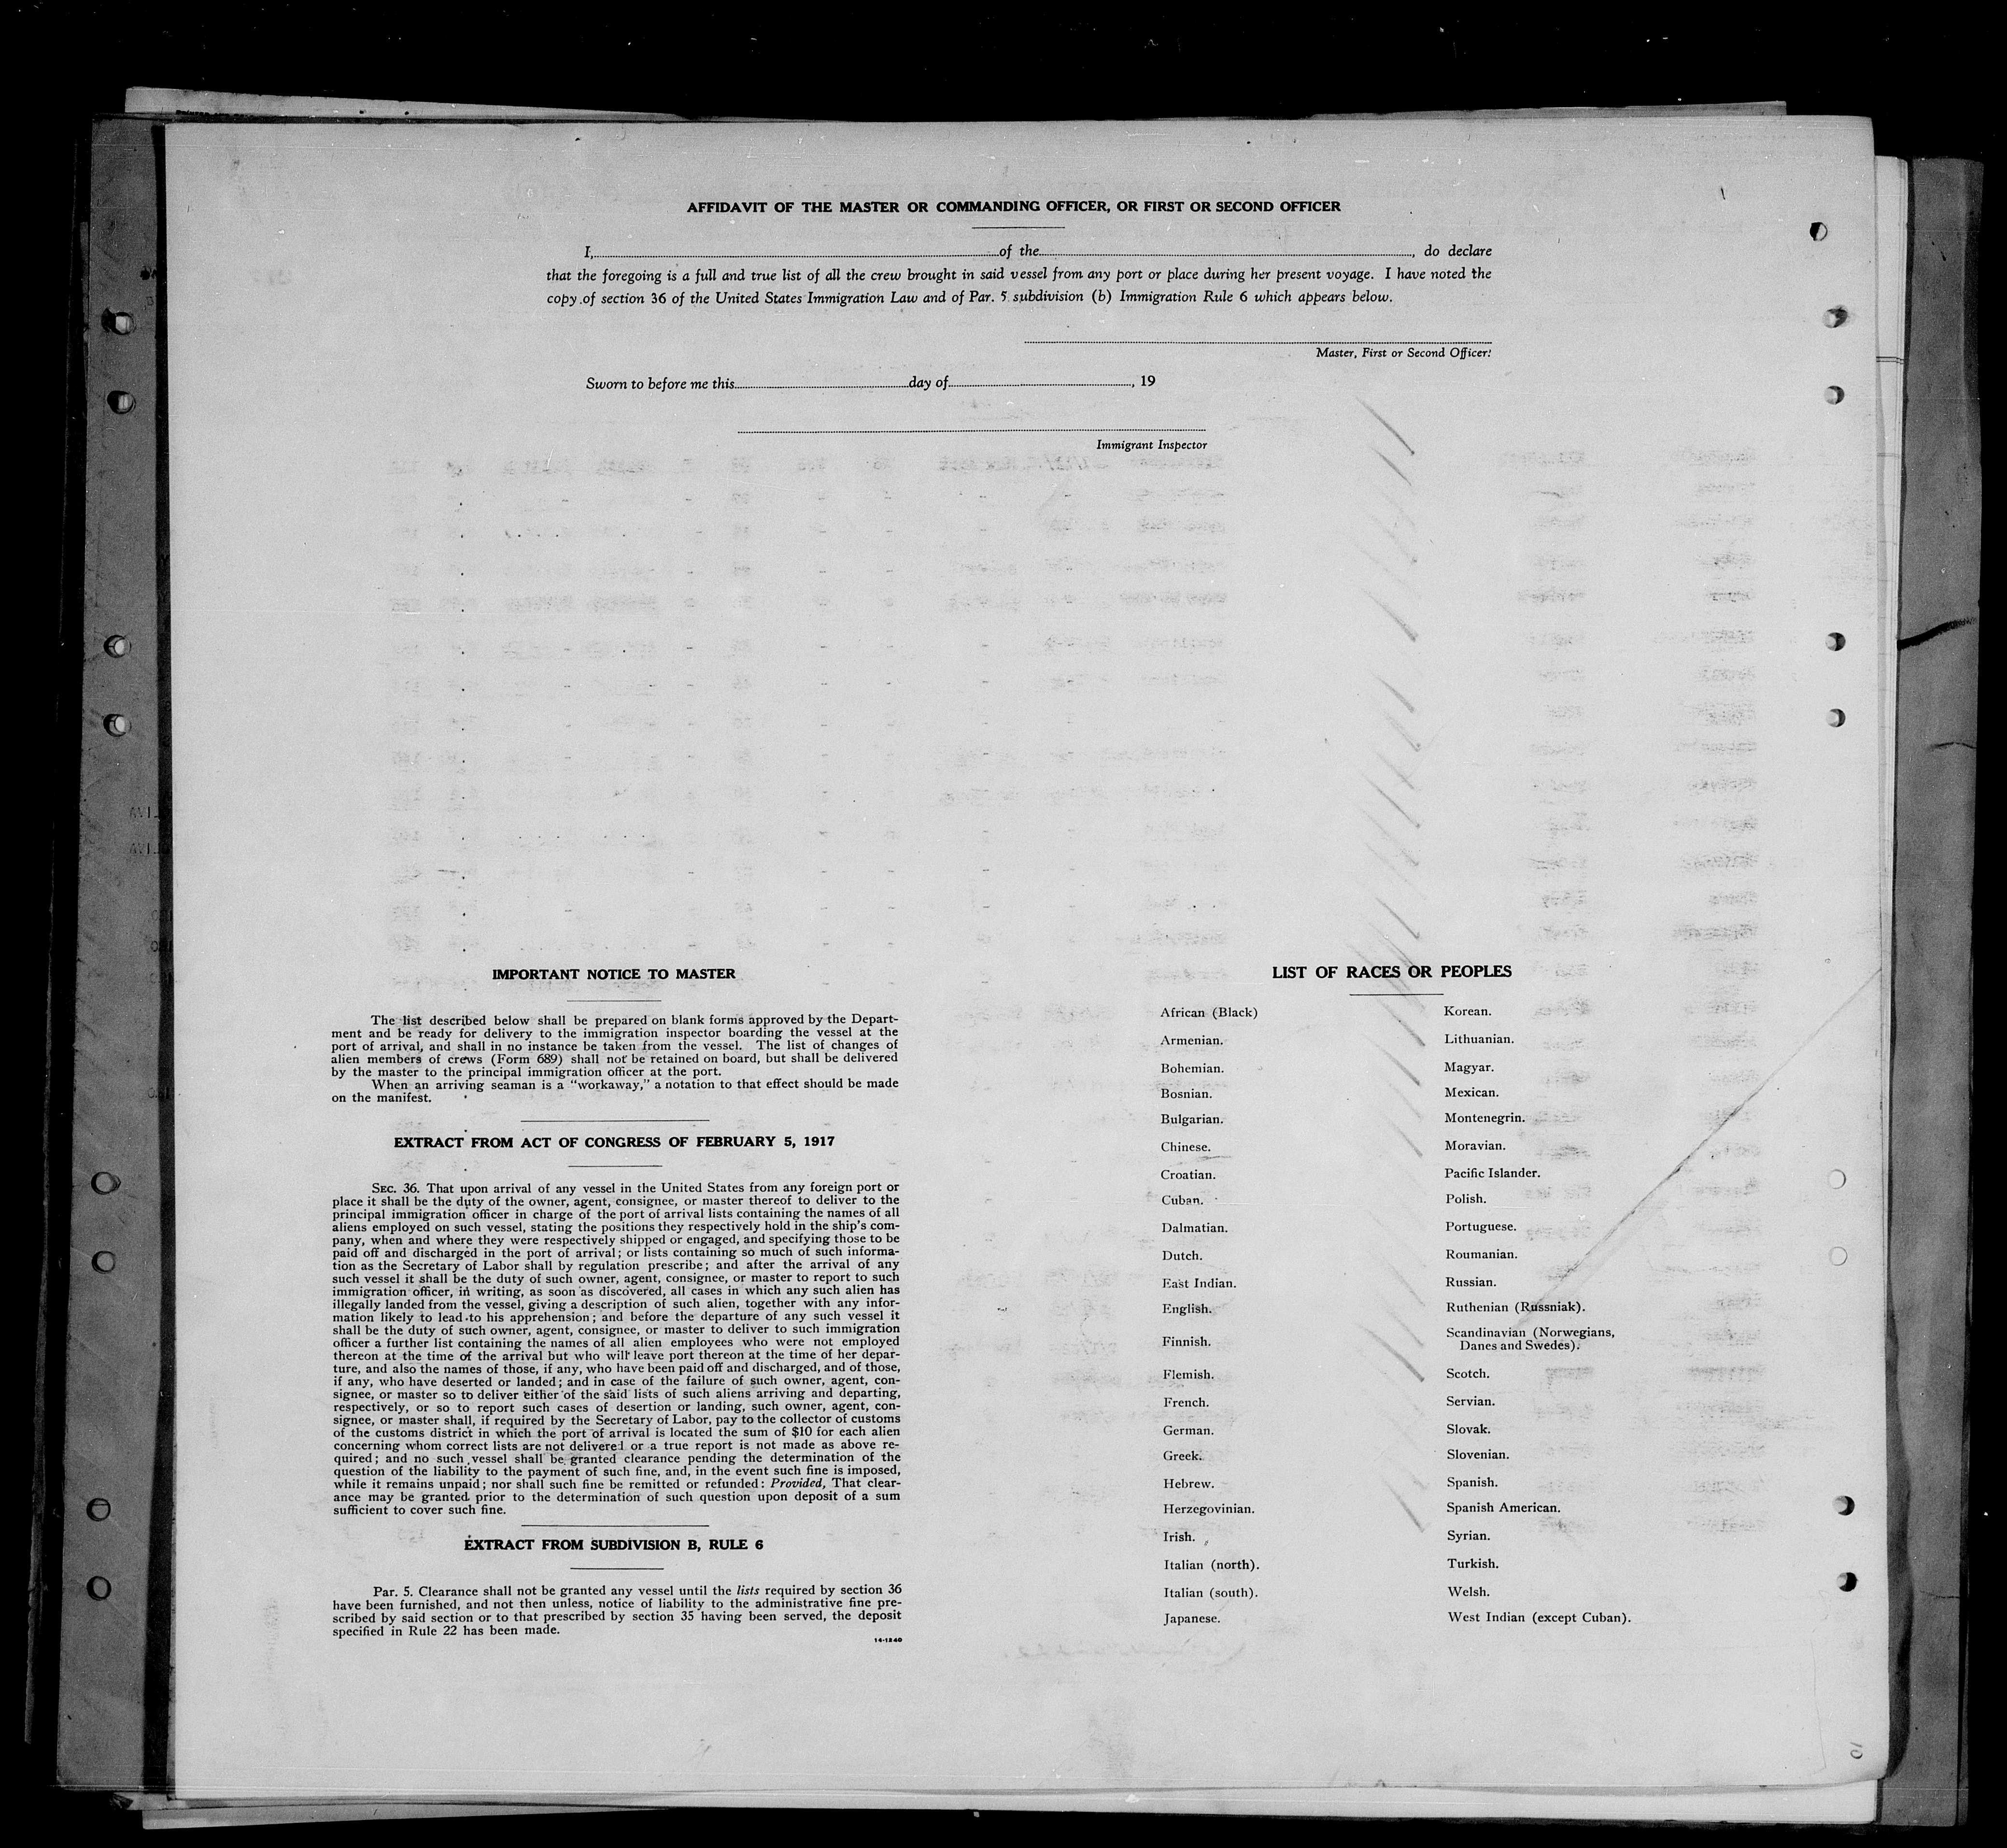 AFFIDAVIT OF THE MASTER OR COMMANDING OFFICER, OR FIRST OR SECOND OFFICER
I, of the , do declare
that the foregoing is a full and true list of all the crew brought in said vessel from any port or place during her present voyage. I have noted the
copy of section 36 of the United States Immigration Law and of Par. 5 subdivision (b) Immigration Rule 6 which appears below.
Master, First or Second Officer.
Sworn to before me this day of , 19
Immigrant Inspector
IMPORTANT NOTICE TO MASTER
The list described below shall be prepared on blank forms approved by the Depart-
ment and be ready for delivery to the immigration inspector boarding the vessel at the
port of arrival, and shall in no instance be taken from the vessel. The list of changes of
alien members of crews (Form 689) shall not be retained on board, but shall be delivered
by the master to the principal immigration officer at the port.
When an arriving seaman is a "workaway," a notation to that effect should be made
on the manifest.
EXTRACT FROM ACT OF CONGRESS OF FEBRUARY 5, 1917
SEC. 36. That upon arrival of any vessel in the United States from any foreign port or
place it shall be the duty of the owner, agent, consignee, or master thereof to deliver to the
principal immigration officer in charge of the port of arrival lists containing the names of all
aliens employed on such vessel, stating the positions they respectively hold in the ship's com-
pany, when and where they were respectively shipped or engaged, and specifying those to be
paid off and discharged in the port of arrival; or lists containing so much of such informa-
tion as the Secretary of Labor shall by regulation prescribe; and after the arrival of any
such vessel it shall be the duty of such owner, agent, consignee, or master to report to such
immigration officer, in writing, as soon as discovered, all cases in which any such alien has
illegally landed from the vessel, giving a description of such alien, together with any infor-
mation likely to lead to his apprehension; and before the departure of any such vessel it
shall be the duty of such owner, agent, consignee, or master to deliver to such immigration
officer a further list containing the names of all alien employees who were not employed
thereon at the time of the arrival but who will leave port thereon at the time of her depar-
ture, and also the names of those, if any, who have been paid off and discharged, and of those,
if any, who have deserted or landed; and in case of the failure of such owner, agent, con-
signee, or master so to deliver either of the said lists of such aliens arriving and departing,
respectively, or so to report such cases of desertion or landing, such owner, agent, con-
signee, or master shall, if required by the Secretary of Labor, pay to the collector of customs
of the customs district in which the port of arrival is located the sum of $10 for each alien
concerning whom correct lists are not delivered or a true report is not made as above re-
quired; and no such vessel shall be granted clearance pending the determination of the
question of the liability to the payment of such fine, and, in the event such fine is imposed,
while it remains unpaid; nor shall such fine be remitted or refunded: Provided, That clear-
ance may be granted prior to the determination of such question upon deposit of a sum
sufficient to cover such fine.
EXTRACT FROM SUBDIVISION B, RULE 6
Par. 5. Clearance shall not be granted any vessel until the lists required by section 36
have been furnished, and not then unless, notice of liability to the administrative fine pre-
scribed by said section or to that prescribed by section 35 having been served, the deposit
specified in Rule 22 has been made.
14-1240
LIST OF RACES OR PEOPLES
African (Black)
Armenian.
Bohemian.
Bosnian.
Bulgarian.
Chinese.
Croatian.
Cuban.
Dalmatian.
Dutch.
East Indian.
English.
Finnish.
Flemish.
French.
German.
Greek.
Hebrew.
Herzegovinian.
Irish.
Italian (north).
Italian (south).
Japanese.
Korean.
Lithuanian.
Magyar.
Mexican.
Montenegrin.
Moravian.
Pacific Islander.
Polish.
Portuguese.
Roumanian.
Russian.
Ruthenian (Russniak).
Scandinavian (Norwegians,
Danes and Swedes).
Scotch.
Servian.
Slovak.
Slovenian.
Spanish.
Spanish American.
Syrian.
Turkish.
Welsh.
West Indian (except Cuban).